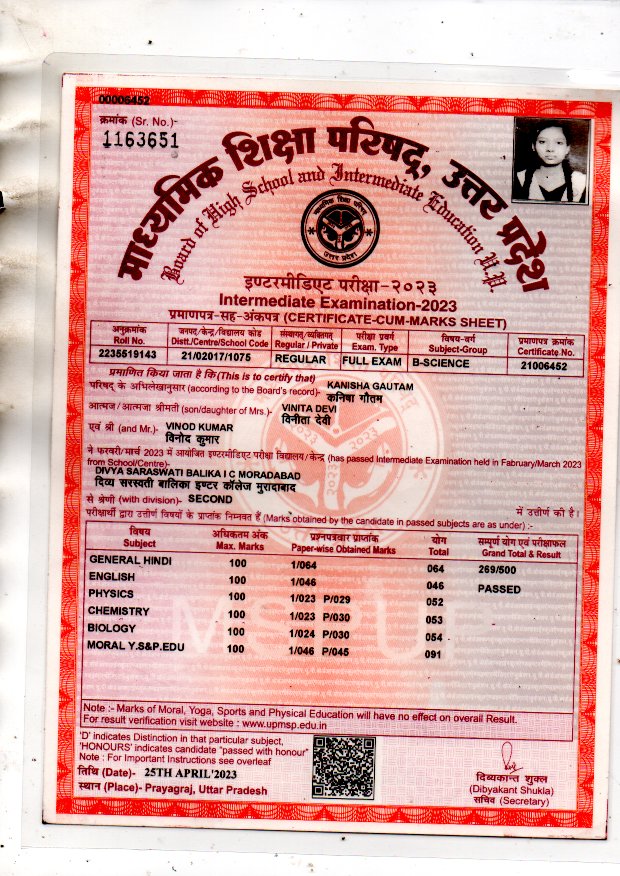 00006452
क्रमांक (Sr. No.)-
1163651
माध्यमिक शिक्षा परिषद्, उत्तर प्रदेश
Board of High School and Intermediate Education U.P.
माध्यमिक शिक्षा परिषद्
उत्तर प्रदेश
इण्टरमीडिएट परीक्षा-२०२३
Intermediate Examination-2023
प्रमाणपत्र-सह-अंकपत्र (CERTIFICATE-CUM-MARKS SHEET)
अनुक्रमांक जनपद/केन्द्र/विद्यालय कोड संस्थागत/व्यक्तिगत परीक्षा प्रवर्ग विषय-वर्ग प्रमाणपत्र क्रमांक
Roll No. Distt./Centre/School Code Regular / Private Exam. Type Subject-Group Certificate No.
2235519143 21/02017/1075 REGULAR FULL EXAM B-SCIENCE 21006452
प्रमाणित किया जाता है कि(This is to certify that)
परिषद् के अभिलेखानुसार (according to the Board's record)- KANISHA GAUTAM
कनिषा गौतम
आत्मज/आत्मजा श्रीमती (son/daughter of Mrs.)- VINITA DEVI
विनीता देवी
एवं श्री (and Mr.)- VINOD KUMAR
विनोद कुमार
ने फरवरी/मार्च 2023 में आयोजित इण्टरमीडिएट परीक्षा विद्यालय/केन्द्र (has passed Intermediate Examination held in Fabruary/March 2023
from School/Centre)-
DIVYA SARASWATI BALIKA I C MORADABAD
दिव्य सरस्वती बालिका इण्टर कॉलेज मुरादाबाद
से श्रेणी (with division)- SECOND में उत्तीर्ण की है।
परीक्षार्थी द्वारा उत्तीर्ण विषयों के प्राप्तांक निम्नवत हैं (Marks obtained by the candidate in passed subjects are as under) :-
विषय अधिकतम अंक प्रश्नपत्रवार प्राप्तांक योग सम्पूर्ण योग एवं परीक्षाफल
Subject Max. Marks Paper-wise Obtained Marks Total Grand Total & Result
GENERAL HINDI 100 1/064 064 269/500
ENGLISH 100 1/046 046 PASSED
PHYSICS 100 1/023 P/029 052
CHEMISTRY 100 1/023 P/030 053
BIOLOGY 100 1/024 P/030 054
MORAL Y.S&P.EDU 100 1/046 P/045 091
MSPUP
Note :- Marks of Moral, Yoga, Sports and Physical Education will have no effect on overall Result.
For result verification visit website : www.upmsp.edu.in
'D' indicates Distinction in that particular subject,
'HONOURS' indicates candidate "passed with honour"
Note : For Important Instructions see overleaf
तिथि (Date)- 25TH APRIL'2023
स्थान (Place)- Prayagraj, Uttar Pradesh
दिव्यकान्त शुक्ल
(Dibyakant Shukla)
सचिव (Secretary)